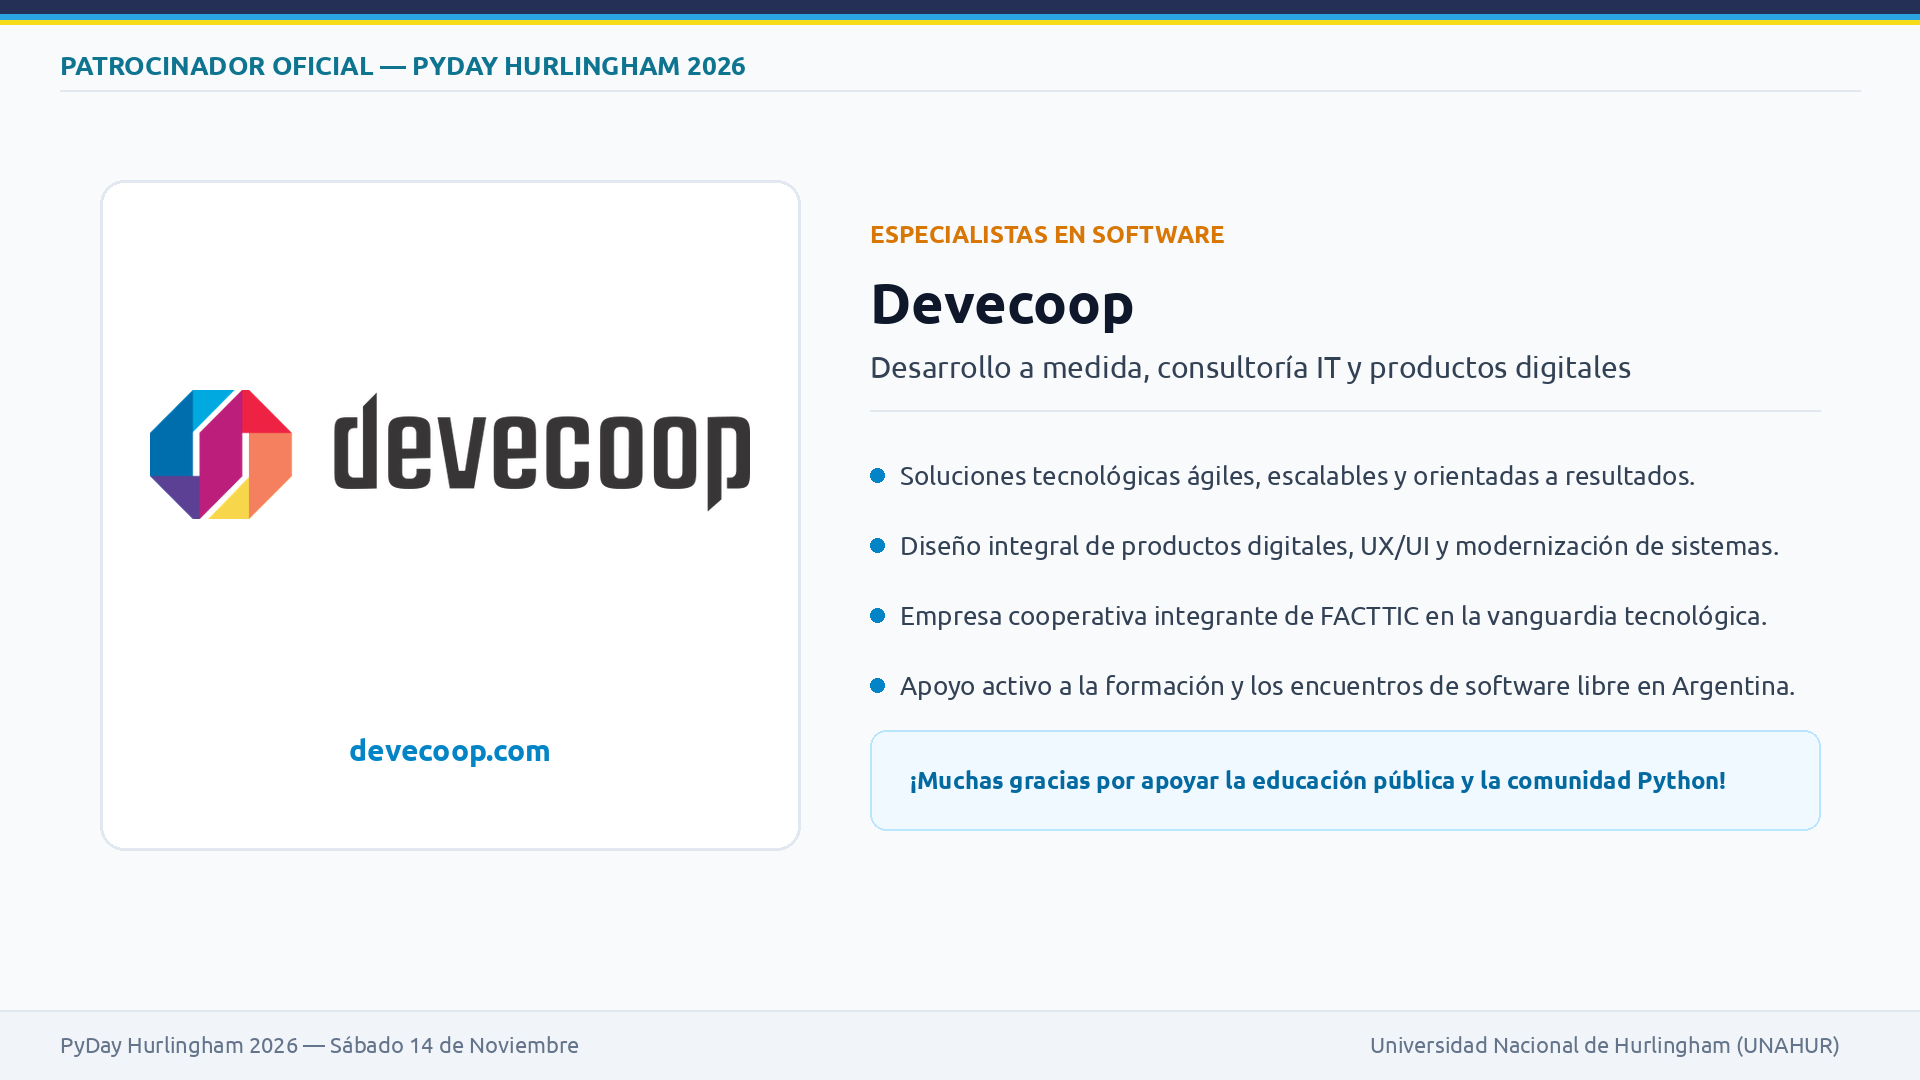 PATROCINADOR OFICIAL — PYDAY HURLINGHAM 2026
devecoop
devecoop.com
ESPECIALISTAS EN SOFTWARE
Devecoop
Desarrollo a medida, consultoría IT y productos digitales
Soluciones tecnológicas ágiles, escalables y orientadas a resultados.
Diseño integral de productos digitales, UX/UI y modernización de sistemas.
Empresa cooperativa integrante de FACTTIC en la vanguardia tecnológica.
Apoyo activo a la formación y los encuentros de software libre en Argentina.
¡Muchas gracias por apoyar la educación pública y la comunidad Python!
PyDay Hurlingham 2026 — Sábado 14 de Noviembre
Universidad Nacional de Hurlingham (UNAHUR)